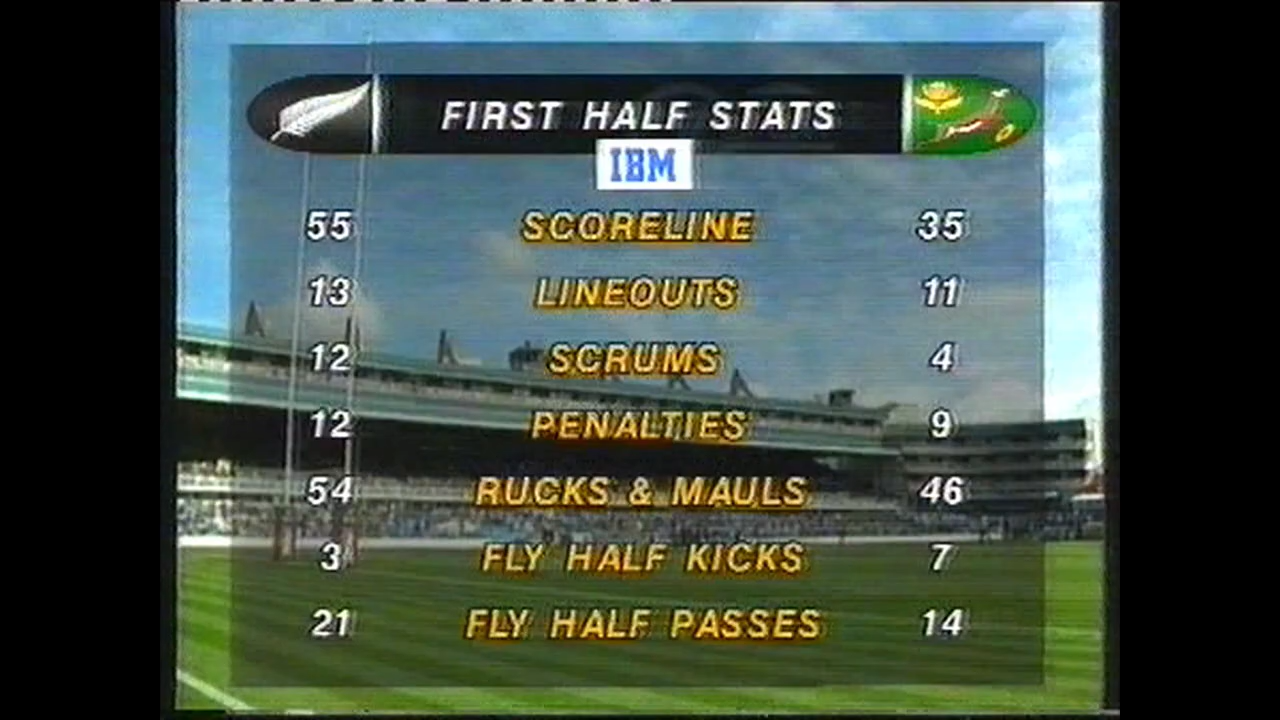 FIRST HALF STATS
IBM
55 SCORELINE 35
13 LINEOUTS 11
12 SCRUMS 4
12 PENALTIES 9
54 RUCKS & MAULS 46
3 FLY HALF KICKS 7
21 FLY HALF PASSES 14